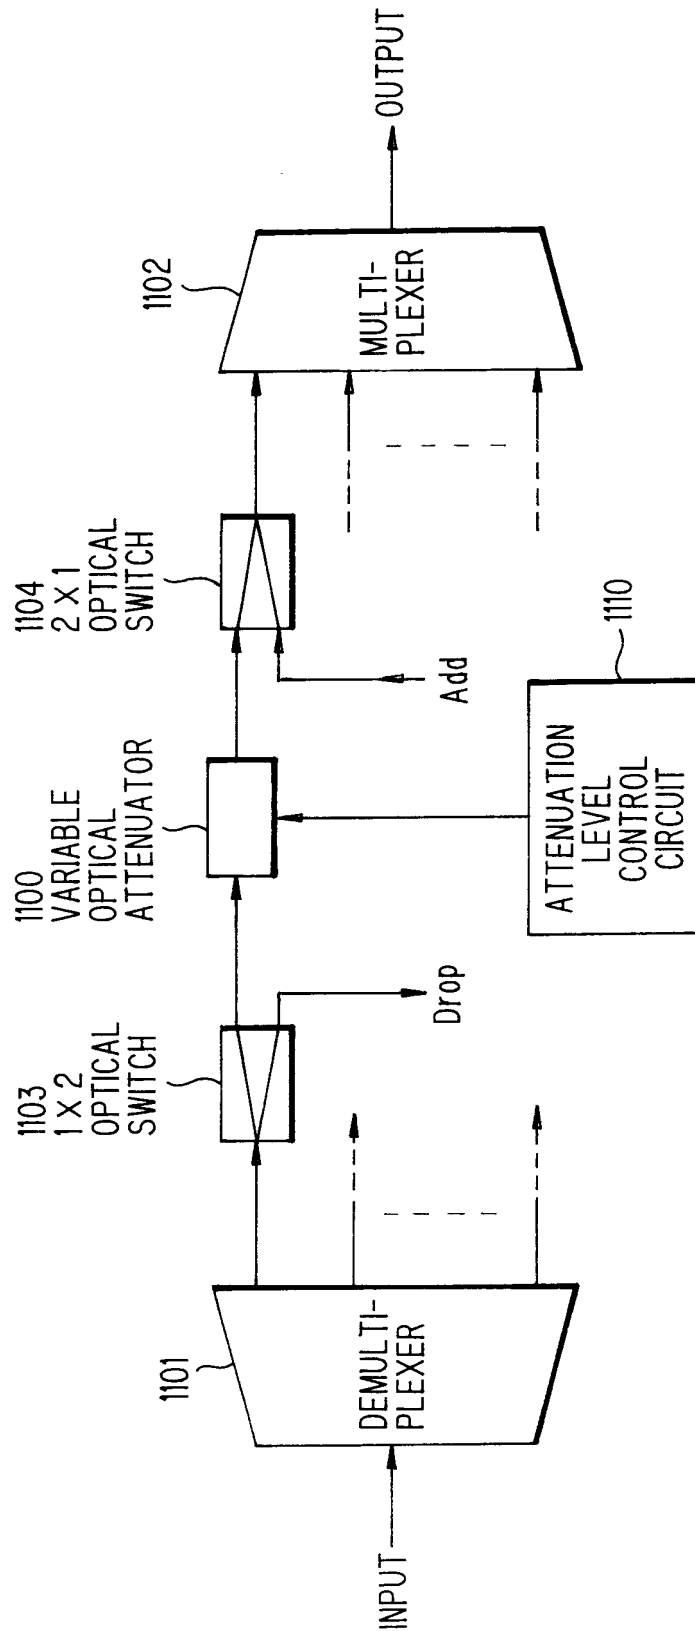 INPUT
1101
DEMULTI-
PLEXER
1103
1 X 2
OPTICAL
SWITCH
Drop
1100
VARIABLE
OPTICAL
ATTENUATOR
ATTENUATION
LEVEL
CONTROL
CIRCUIT
1110
1104
2 X 1
OPTICAL
SWITCH
Add
1102
MULTI-
PLEXER
OUTPUT